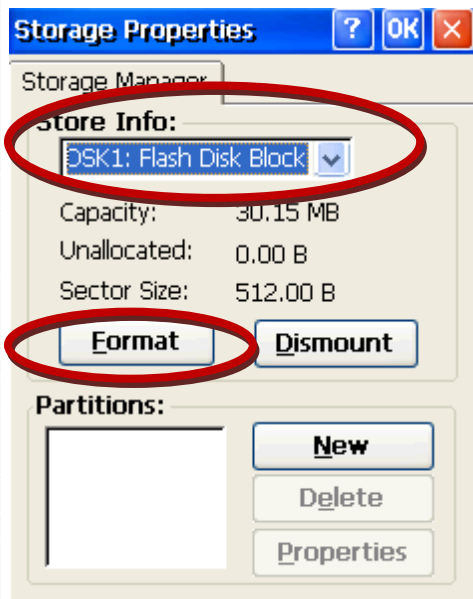 Storage Properties ? OK ×
Storage Manager
Store Info:
DSK1: Flash Disk Block
Capacity: 30.15 MB
Unallocated: 0.00 B
Sector Size: 512.00 B
Format Dismount
Partitions:
New
Delete
Properties